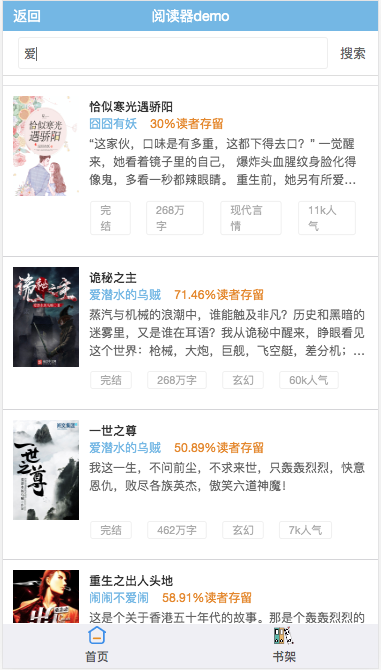 返回
阅读器demo
爱
搜索
恰似寒光遇骄阳
囧囧有妖 30%读者存留
“这家伙，口味是有多重，这都下得去口？” 一觉醒
来，她看着镜子里的自己， 爆炸头血腥纹身脸化得
像鬼，多看一秒都辣眼睛。 重生前，她另有所爱…
完结
268万字
现代言情
11k人气
诡秘之主
诡秘之主
爱潜水的乌贼 71.46%读者存留
蒸汽与机械的浪潮中，谁能触及非凡？历史和黑暗的
迷雾里，又是谁在耳语？我从诡秘中醒来，睁眼看见
这个世界：枪械，大炮，巨舰，飞空艇，差分机；…
完结
268万字
玄幻
60k人气
一世之尊
一世之尊
爱潜水的乌贼 50.89%读者存留
我这一生，不问前尘，不求来世，只轰轰烈烈，快意
恩仇，败尽各族英杰，傲笑六道神魔！
完结
462万字
玄幻
7k人气
重生之出人头地
闹闹不爱闹 58.91%读者存留
这是个关于香港五十年代的故事。那是个轰轰烈烈的
首页
书架